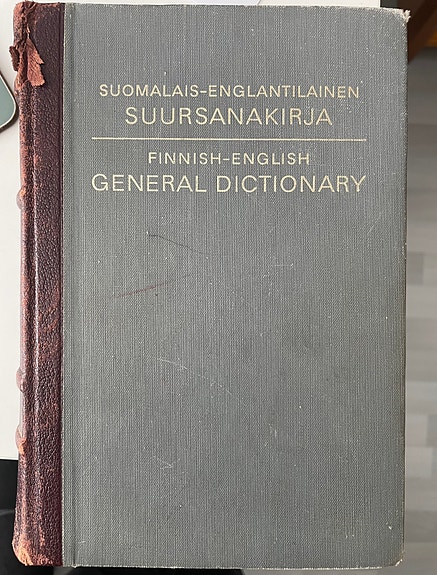 SUOMALAIS-ENGLANTILAINEN
SUURSANAKIRJA
FINNISH-ENGLISH
GENERAL DICTIONARY